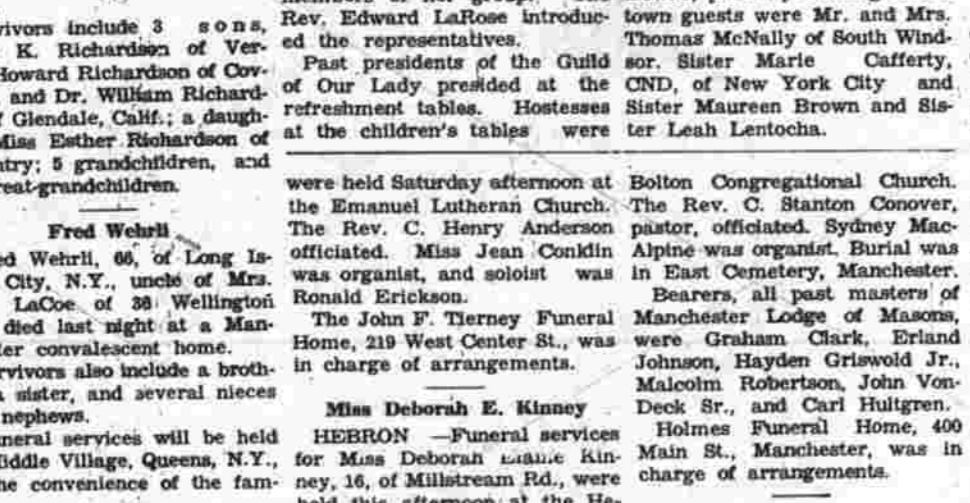 vivors include 3 sons,
K. Richardson of Ver-
Howard Richardson of Cov-
and Dr. William Richard-
f Glendale, Calif.; a daugh-
Miss Esther Richardson of
ntry; 5 grandchildren, and
reat-grandchildren.
Fred Wehrli
ed Wehrli, 66, of Long Is-
City, N.Y., uncle of Mrs.
LaCoe of 36 Wellington
died last night at a Man-
ter convalescent home.
rvivors also include a broth-
a sister, and several nieces
nephews.
neral services will be held
iddle Village, Queens, N.Y.,
he convenience of the fam-
Rev. Edward LaRose introduc-
ed the representatives.
Past presidents of the Guild
of Our Lady presided at the
refreshment tables. Hostesses
at the children's tables were
town guests were Mr. and Mrs.
Thomas McNally of South Wind-
sor. Sister Marie Cafferty,
CND, of New York City and
Sister Maureen Brown and Sis-
ter Leah Lentocha.
were held Saturday afternoon at
the Emanuel Lutheran Church.
The Rev. C. Henry Anderson
officiated. Miss Jean Conklin
was organist, and soloist was
Ronald Erickson.
The John F. Tierney Funeral
Home, 219 West Center St., was
in charge of arrangements.
Miss Deborah E. Kinney
HEBRON —Funeral services
for Miss Deborah Elaine Kin-
ney, 16, of Millstream Rd., were
held this afternoon at the He-
Bolton Congregational Church.
The Rev. C. Stanton Conover,
pastor, officiated. Sydney Mac-
Alpine was organist. Burial was
in East Cemetery, Manchester.
Bearers, all past masters of
Manchester Lodge of Masons,
were Graham Clark, Erland
Johnson, Hayden Griswold Jr.,
Malcolm Robertson, John Von-
Deck Sr., and Carl Hultgren.
Holmes Funeral Home, 400
Main St., Manchester, was in
charge of arrangements.